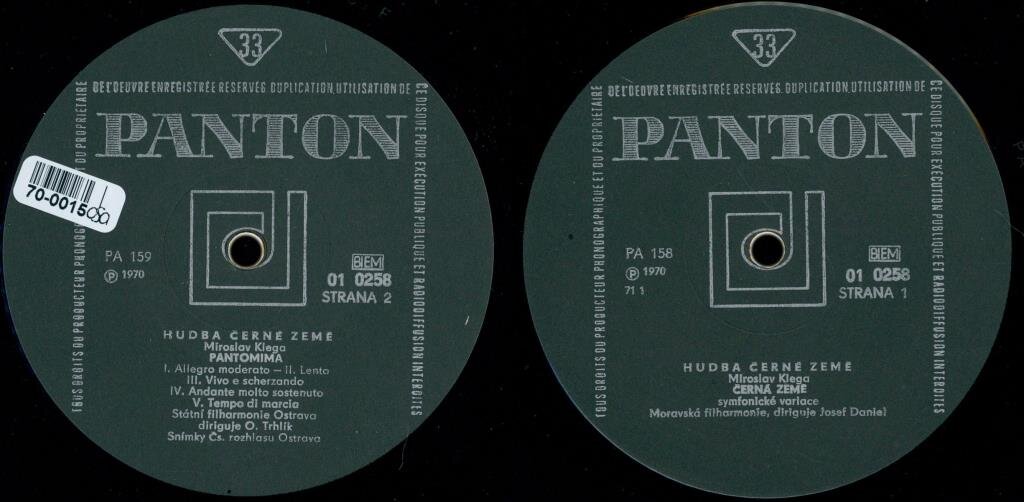 33
DE L'OEUVRE ENREGISTRÉE RESERVÉS. DUPLICATION, UTILISATION DE
CE DISQUE POUR EXECUTION PUBLIQUE ET RADIODIFFUSION INTERDITES
TOUS DROITS DU PRODUCTEUR PHONOG DU PROPRIETAIRE
PANTON
70-0015 080
PA 159
℗ 1970
BIEM
01 0258
STRANA 2
HUDBA ČERNÉ ZEMĚ
Miroslav Klega
PANTOMIMA
I. Allegro moderato – II. Lento
III. Vivo e scherzando
IV. Andante molto sostenuto
V. Tempo di marcia
Státní filharmonie Ostrava
diriguje O. Trhlík
Snímky Čs. rozhlasu Ostrava
33
DE L'OEUVRE ENREGISTRÉE RESERVÉS. DUPLICATION, UTILISATION DE
CE DISQUE POUR EXECUTION PUBLIQUE ET RADIODIFFUSION INTERDITES
TOUS DROITS DU PRODUCTEUR PHONOGRAPHIQUE ET DU PROPRIETAIRE
PANTON
PA 158
℗ 1970
71 1
BIEM
01 0258
STRANA 1
HUDBA ČERNÉ ZEMĚ
Miroslav Klega
ČERNÁ ZEMĚ
symfonické variace
Moravská filharmonie, diriguje Josef Daniel